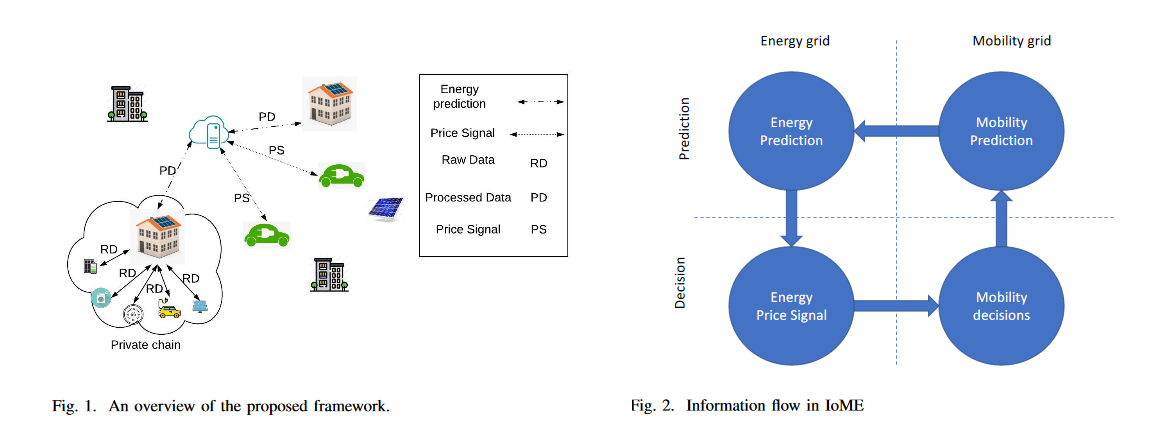 PD
PS
PD
PS
RD
RD
RD
RD
Private chain
Energy
prediction
Price Signal
Raw Data RD
Processed Data PD
Price Signal PS
Fig. 1. An overview of the proposed framework.
Energy grid Mobility grid
Prediction
Energy
Prediction
Mobility
Prediction
Decision
Energy
Price Signal
Mobility
decisions
Fig. 2. Information flow in IoME